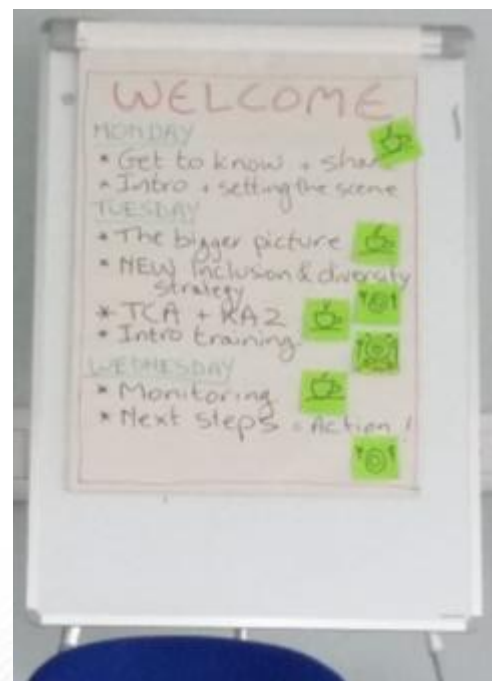 WELCOME
MONDAY
* Get to know + share
* Intro + setting the scene
TUESDAY
* The bigger picture
* NEW Inclusion & diversity
strategy
* TCA + KA2
* Intro training
WEDNESDAY
* Monitoring
* Next steps = Action !